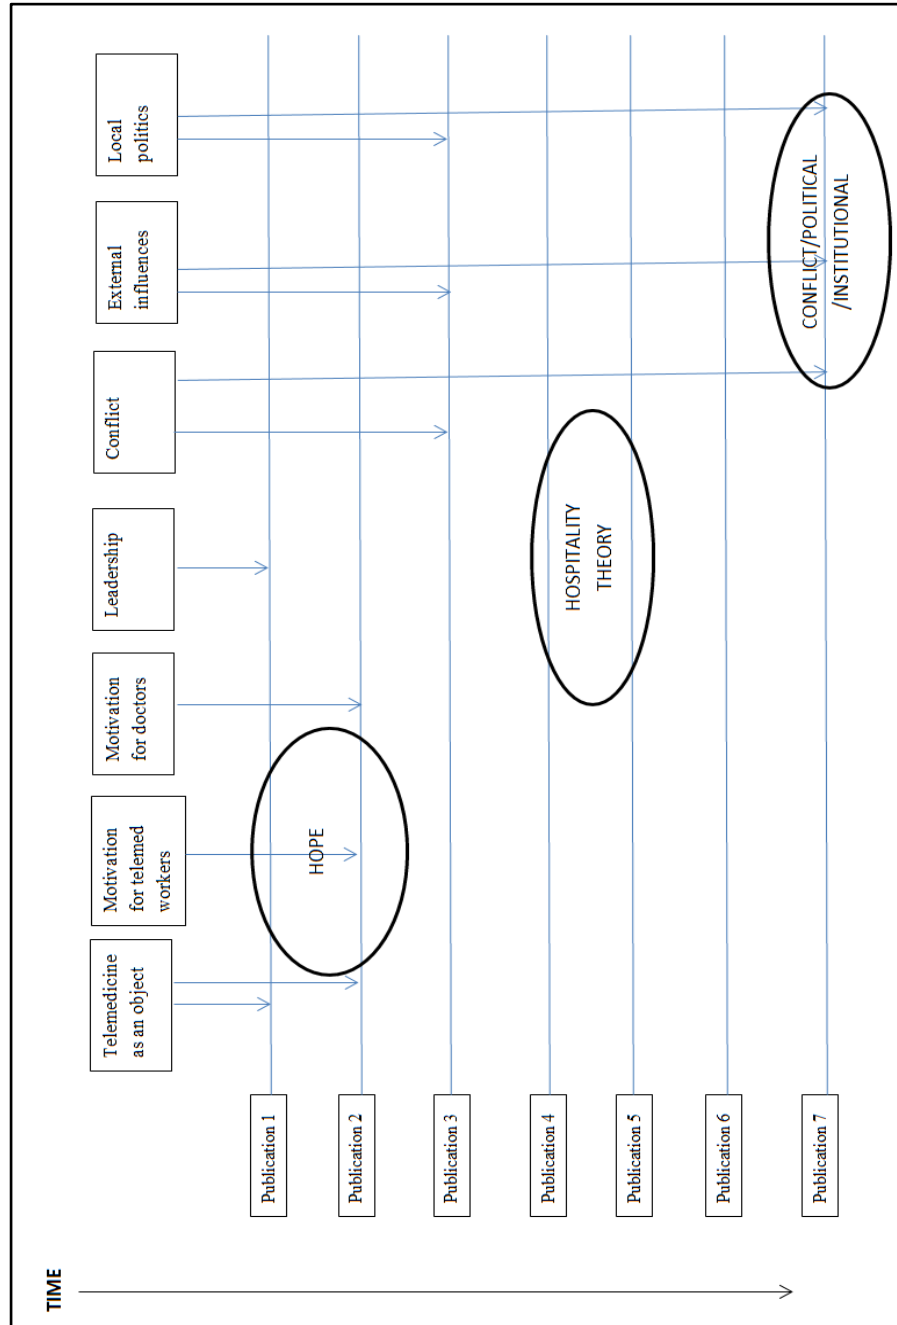 TIME
Telemedicine
as an object
Motivation
for telemed
workers
Motivation
for doctors
Leadership
Conflict
External
influences
Local
politics
Publication 1
Publication 2
Publication 3
Publication 4
Publication 5
Publication 6
Publication 7
HOPE
HOSPITALITY
THEORY
CONFLICT/POLITICAL
/INSTITUTIONAL